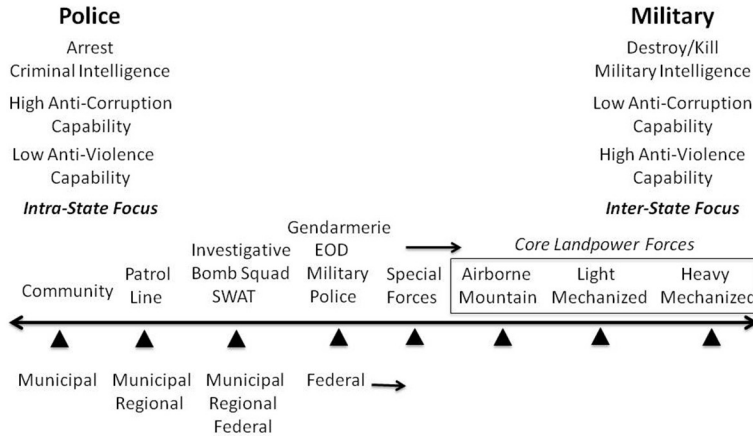 Police
Arrest
Criminal Intelligence
High Anti-Corruption
Capability
Low Anti-Violence
Capability
Intra-State Focus
Military
Destroy/Kill
Military Intelligence
Low Anti-Corruption
Capability
High Anti-Violence
Capability
Inter-State Focus
Community
Patrol
Line
Investigative
Bomb Squad
SWAT
Gendarmerie
EOD
Military
Police
Special
Forces
Core Landpower Forces
Airborne
Mountain
Light
Mechanized
Heavy
Mechanized
Municipal
Municipal
Regional
Municipal
Regional
Federal
Federal